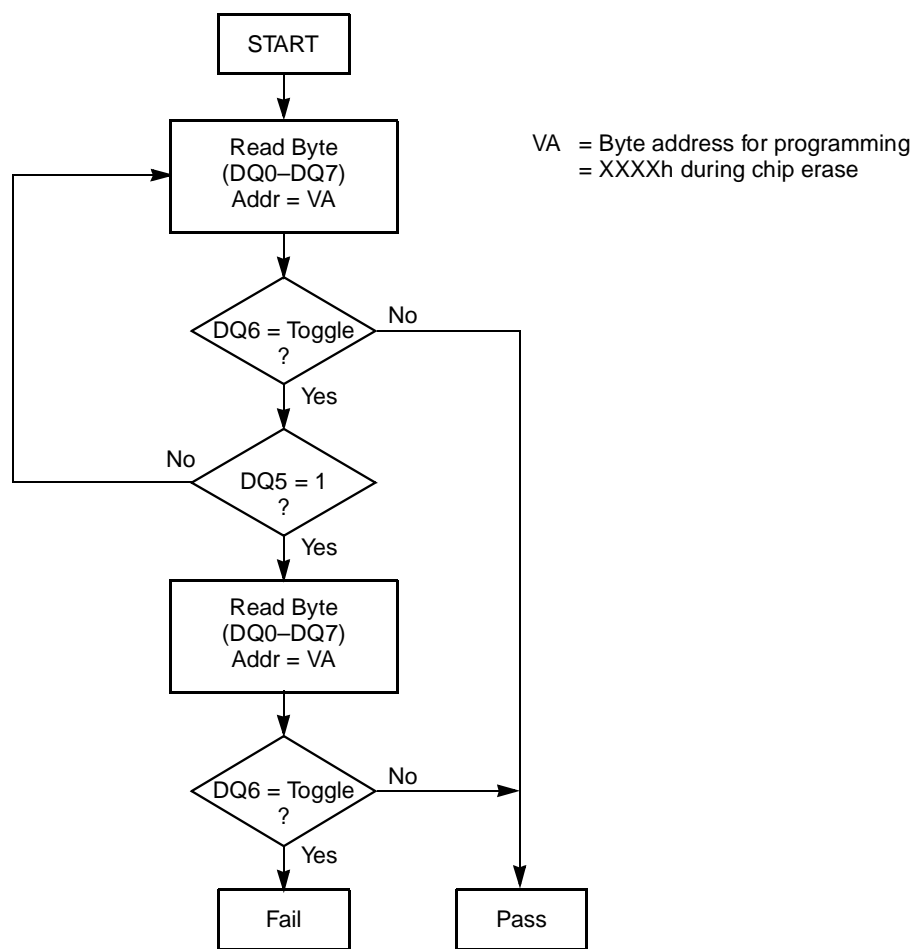 START
Read Byte
(DQ0–DQ7)
Addr = VA
VA = Byte address for programming
= XXXXh during chip erase
DQ6 = Toggle
?
No
Yes
No
DQ5 = 1
?
Yes
Read Byte
(DQ0–DQ7)
Addr = VA
DQ6 = Toggle
?
No
Yes
Fail
Pass